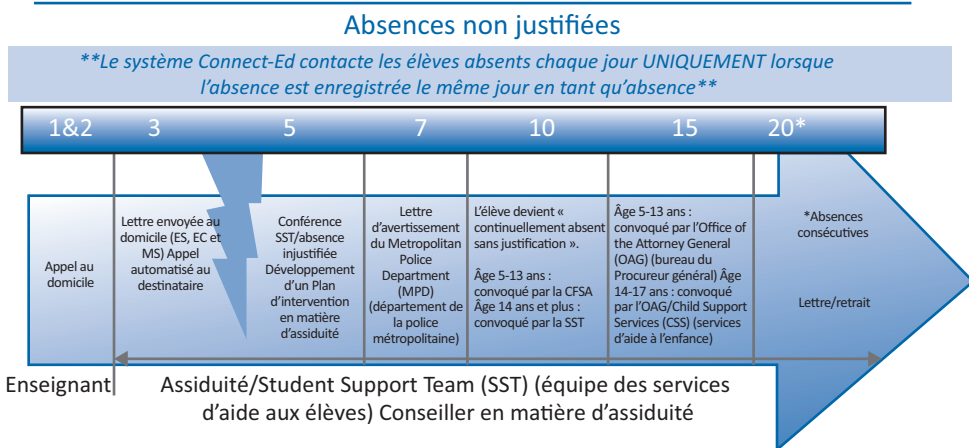 Absences non justifiées
**Le système Connect-Ed contacte les élèves absents chaque jour UNIQUEMENT lorsque
l'absence est enregistrée le même jour en tant qu'absence**
1&2 3 5 7 10 15 20*
Appel au
domicile
Lettre envoyée au
domicile (ES, EC et
MS) Appel
automatisé au
destinataire
Conférence
SST/absence
injustifiée
Développement
d'un Plan
d'intervention
en matière
d'assiduité
Lettre
d'avertissement
du Metropolitan
Police
Department
(MPD)
(département de
la police
métropolitaine)
L'élève devient «
continuellement absent
sans justification ».
Âge 5-13 ans :
convoqué par la CFSA
Âge 14 ans et plus :
convoqué par la SST
Âge 5-13 ans :
convoqué par l'Office of
the Attorney General
(OAG) (bureau du
Procureur général) Âge
14-17 ans : convoqué
par l'OAG/Child Support
Services (CSS) (services
d'aide à l'enfance)
*Absences
consécutives
Lettre/retrait
Enseignant
Assiduité/Student Support Team (SST) (équipe des services
d'aide aux élèves) Conseiller en matière d'assiduité